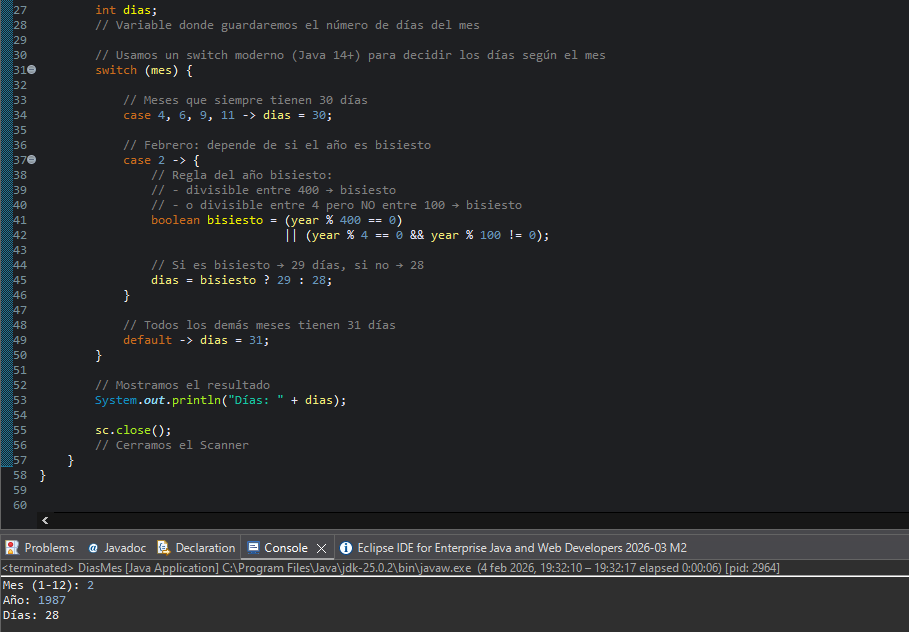 27 int dias;
28 // Variable donde guardaremos el número de días del mes
29
30 // Usamos un switch moderno (Java 14+) para decidir los días según el mes
31 switch (mes) {
32
33 // Meses que siempre tienen 30 días
34 case 4, 6, 9, 11 -> dias = 30;
35
36 // Febrero: depende de si el año es bisiesto
37 case 2 -> {
38 // Regla del año bisiesto:
39 // - divisible entre 400 → bisiesto
40 // - o divisible entre 4 pero NO entre 100 → bisiesto
41 boolean bisiesto = (year % 400 == 0)
42 || (year % 4 == 0 && year % 100 != 0);
43
44 // Si es bisiesto → 29 días, si no → 28
45 dias = bisiesto ? 29 : 28;
46 }
47
48 // Todos los demás meses tienen 31 días
49 default -> dias = 31;
50 }
51
52 // Mostramos el resultado
53 System.out.println("Días: " + dias);
54
55 sc.close();
56 // Cerramos el Scanner
57 }
58 }
59
60
Problems Javadoc Declaration Console Eclipse IDE for Enterprise Java and Web Developers 2026-03 M2
<terminated> DiasMes [Java Application] C:\Program Files\Java\jdk-25.0.2\bin\javaw.exe (4 feb 2026, 19:32:10 – 19:32:17 elapsed 0:00:06) [pid: 2964]
Mes (1-12): 2
Año: 1987
Días: 28